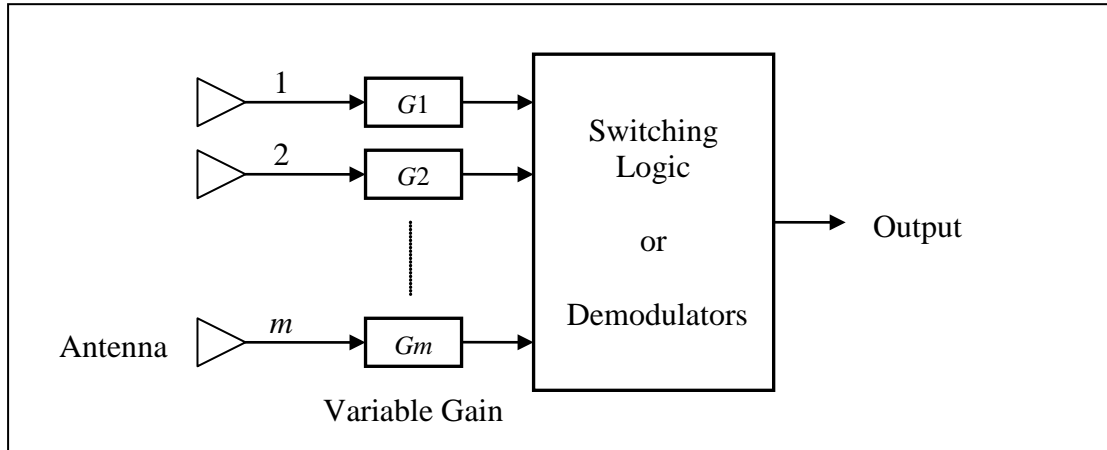 1
G1
2
G2
Switching
Logic
or
Demodulators
Output
m
Antenna
Gm
Variable Gain